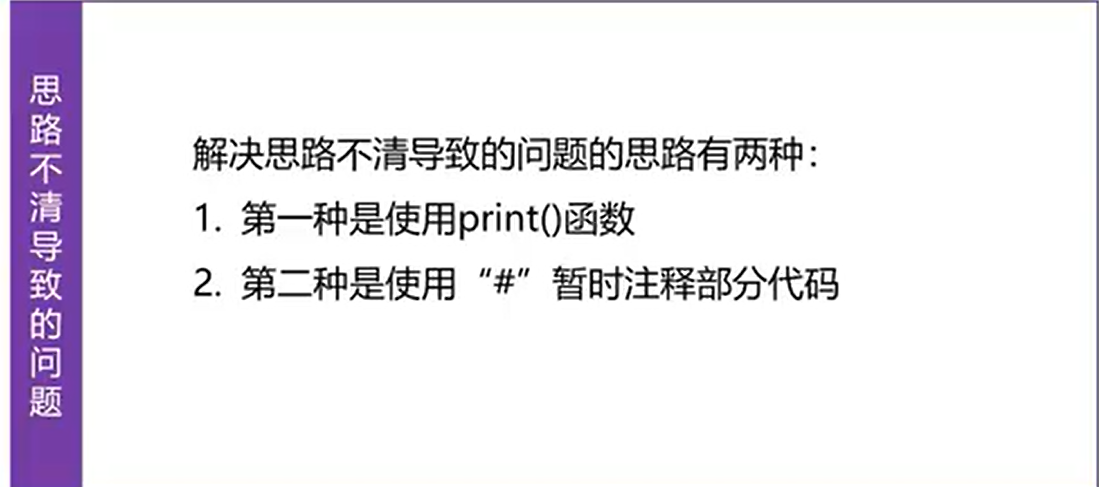 思路不清导致的问题
解决思路不清导致的问题的思路有两种：
1. 第一种是使用print()函数
2. 第二种是使用“#”暂时注释部分代码